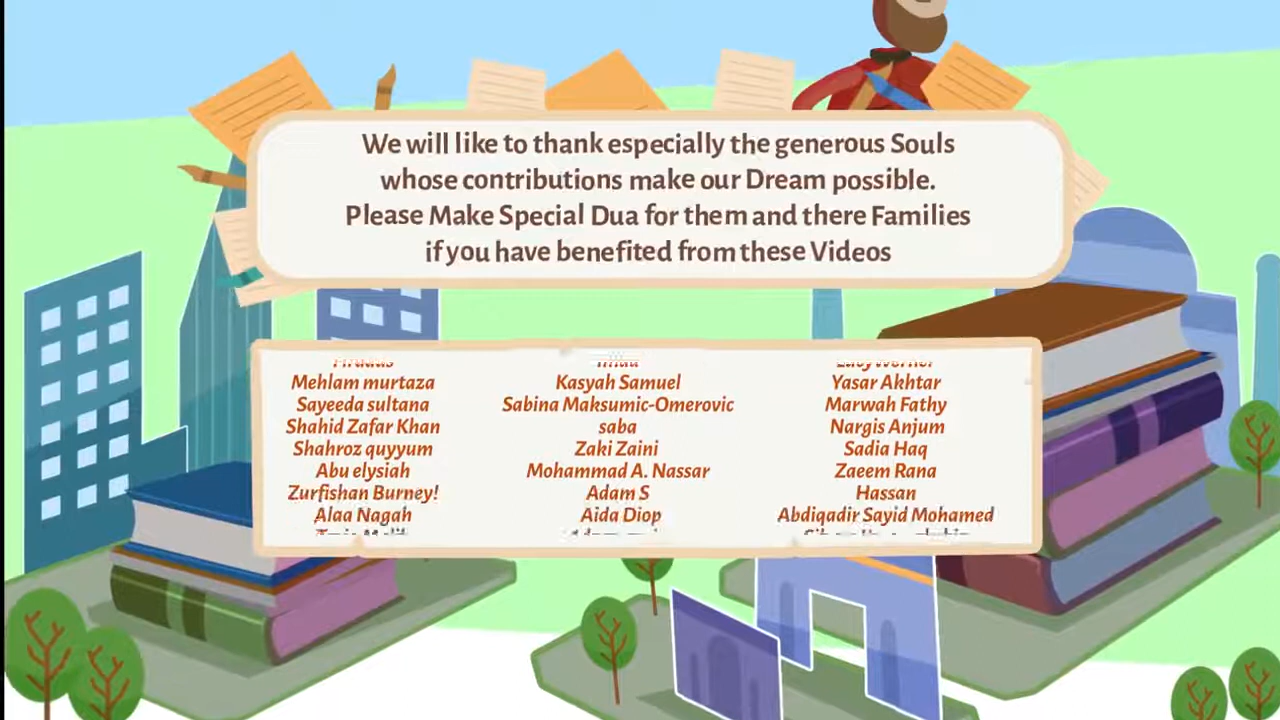 We will like to thank especially the generous Souls
whose contributions make our Dream possible.
Please Make Special Dua for them and there Families
if you have benefited from these Videos
Firdaus
Mehlam murtaza
Sayeeda sultana
Shahid Zafar Khan
Shahroz quyyum
Abu elysiah
Zurfishan Burney!
Alaa Nagah
Kasyah Samuel
Sabina Maksumic-Omerovic
saba
Zaki Zaini
Mohammad A. Nassar
Adam S
Aida Diop
Yasar Akhtar
Marwah Fathy
Nargis Anjum
Sadia Haq
Zaeem Rana
Hassan
Abdiqadir Sayid Mohamed